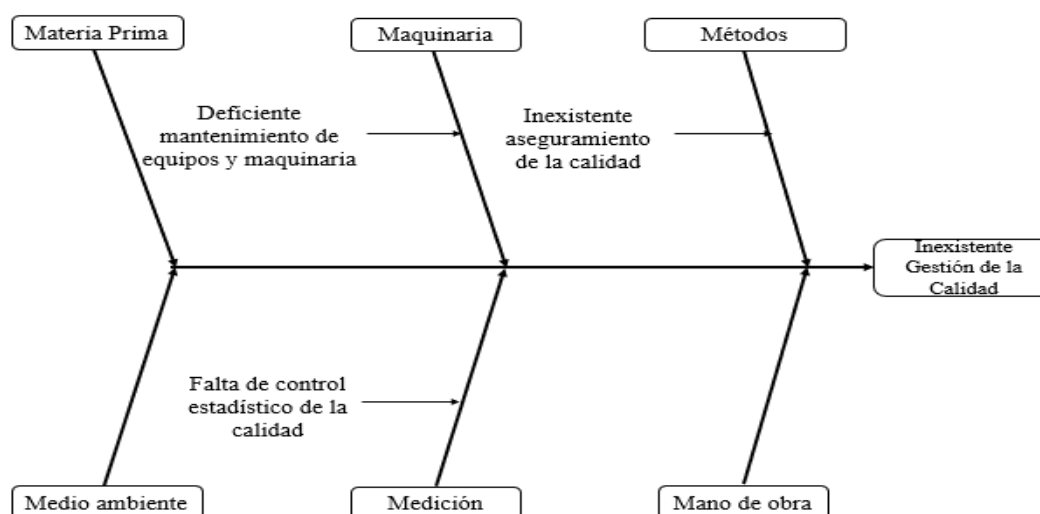 Materia Prima
Maquinaria
Métodos
Deficiente
mantenimiento de
equipos y maquinaria
Inexistente
aseguramiento
de la calidad
Inexistente
Gestión de la
Calidad
Falta de control
estadístico de la
calidad
Medio ambiente
Medición
Mano de obra